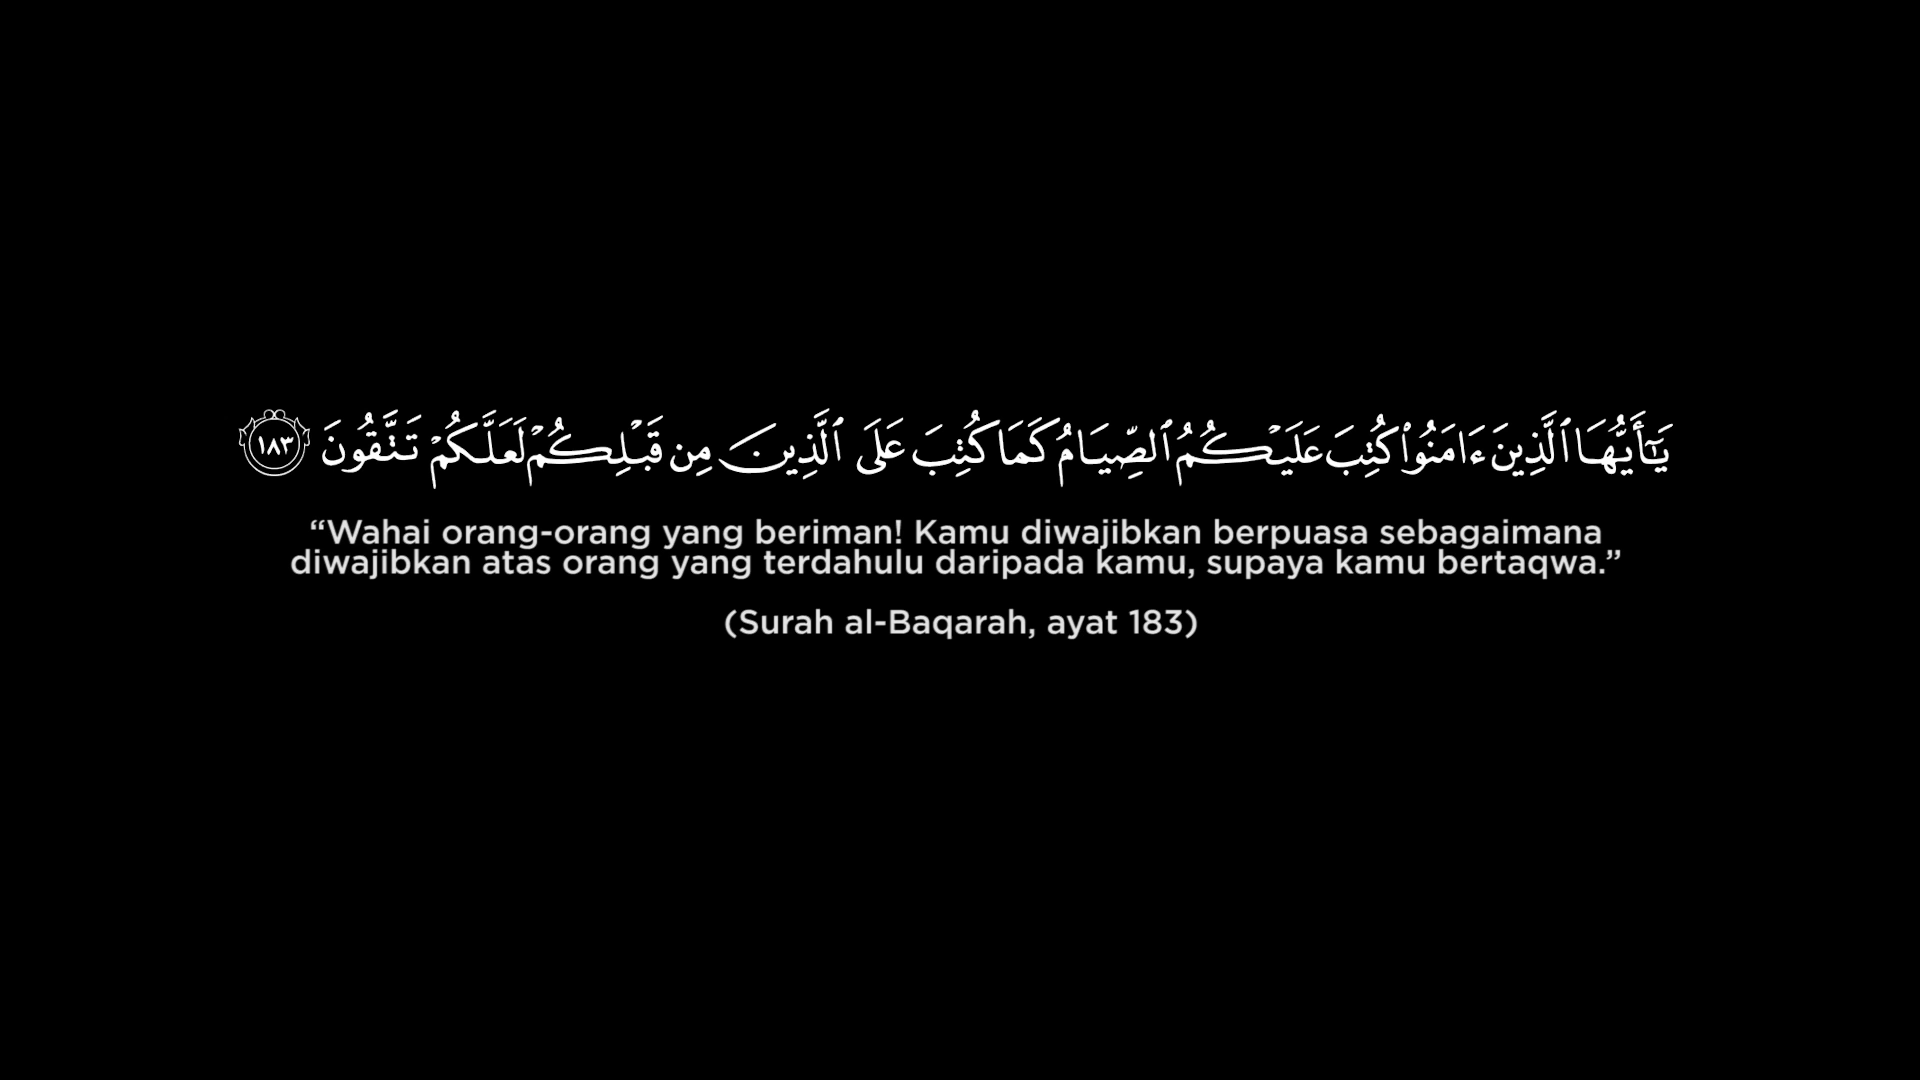 يَـٰٓأَيُّهَا ٱلَّذِينَ ءَامَنُوا۟ كُتِبَ عَلَيْكُمُ ٱلصِّيَامُ كَمَا كُتِبَ عَلَى ٱلَّذِينَ مِن قَبْلِكُمْ لَعَلَّكُمْ تَتَّقُونَ ١٨٣
“Wahai orang-orang yang beriman! Kamu diwajibkan berpuasa sebagaimana
diwajibkan atas orang yang terdahulu daripada kamu, supaya kamu bertaqwa.”
(Surah al-Baqarah, ayat 183)